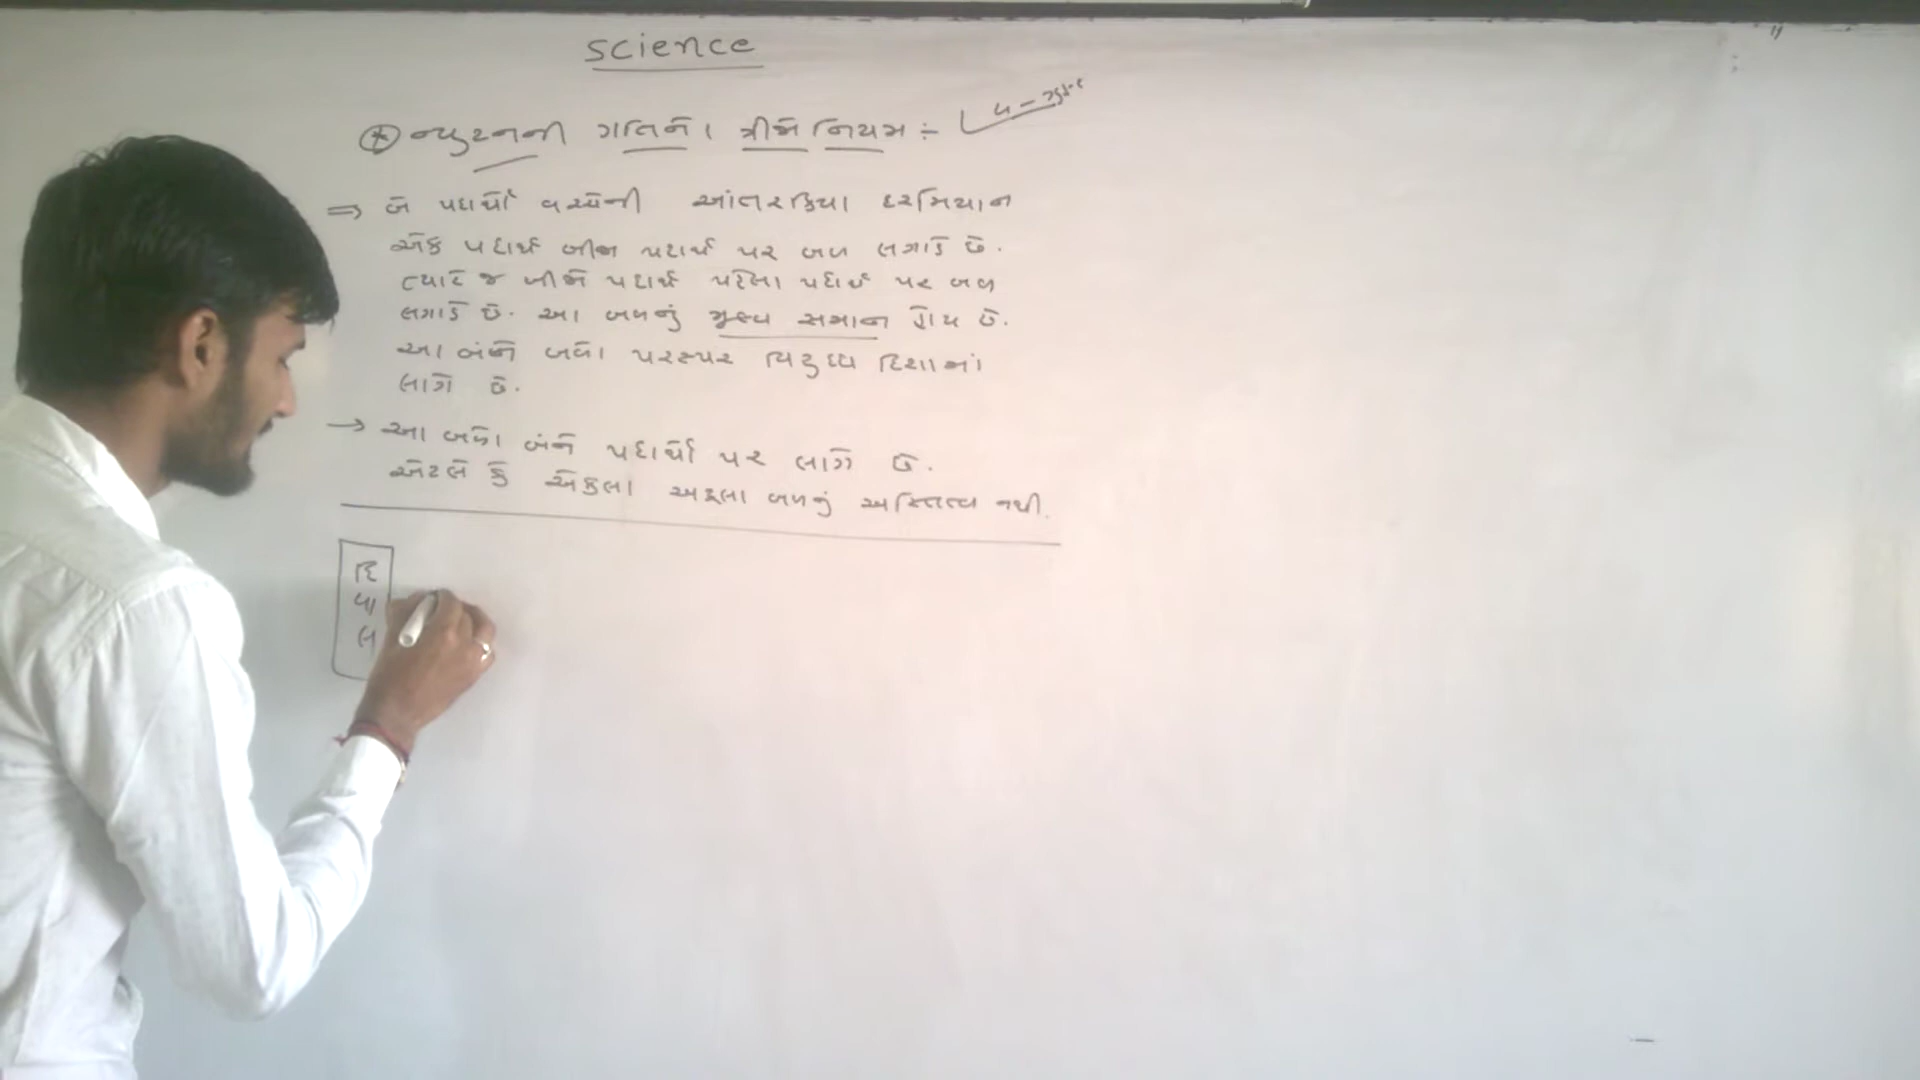 Science
* ન્યુટનની ગતિનો ત્રીજો નિયમ :-
⇒ બે પદાર્થો વચ્ચેની આંતરક્રિયા દરમિયાન
એક પદાર્થ બીજા પદાર્થ પર બળ લગાડે છે.
ત્યારે જ બીજો પદાર્થ પહેલા પદાર્થ પર બળ
લગાડે છે. આ બળનું મૂલ્ય સમાન હોય છે.
આ બંને બળો પરસ્પર વિરુદ્ધ દિશામાં
લાગે છે.
→ આ બળો બંને પદાર્થો પર લાગે છે.
એટલે કે એકલા અટૂલા બળનું અસ્તિત્વ નથી.
દિ
વા
લ